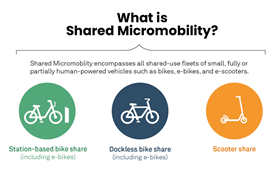 What is
Shared Micromobility?
Shared Micromobility encompasses all shared-use fleets of small, fully or
partially human-powered vehicles such as bikes, e-bikes, and e-scooters.
Station-based bike share
(including e-bikes)
Dockless bike share
(including e-bikes)
Scooter share